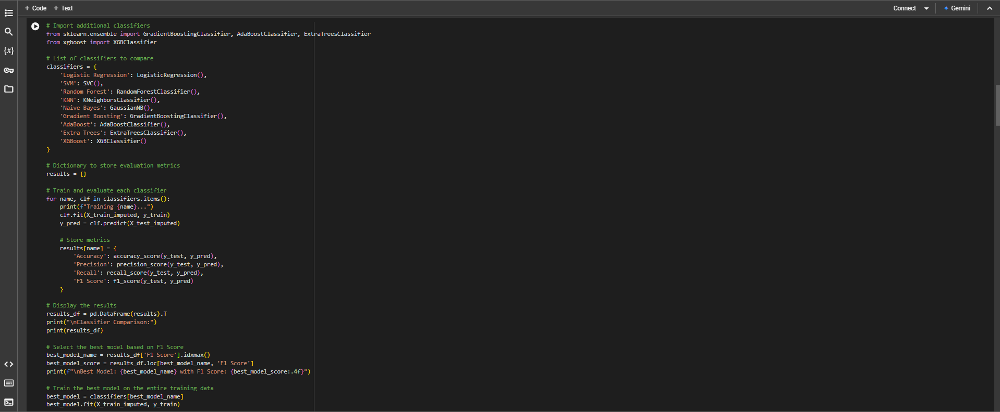 + Code + Text Connect Gemini
{x}
# Import additional classifiers
from sklearn.ensemble import GradientBoostingClassifier, AdaBoostClassifier, ExtraTreesClassifier
from xgboost import XGBClassifier

# List of classifiers to compare
classifiers = {
    'Logistic Regression': LogisticRegression(),
    'SVM': SVC(),
    'Random Forest': RandomForestClassifier(),
    'KNN': KNeighborsClassifier(),
    'Naive Bayes': GaussianNB(),
    'Gradient Boosting': GradientBoostingClassifier(),
    'AdaBoost': AdaBoostClassifier(),
    'Extra Trees': ExtraTreesClassifier(),
    'XGBoost': XGBClassifier()
}

# Dictionary to store evaluation metrics
results = {}

# Train and evaluate each classifier
for name, clf in classifiers.items():
    print(f"Training {name}...")
    clf.fit(X_train_imputed, y_train)
    y_pred = clf.predict(X_test_imputed)

    # Store metrics
    results[name] = {
        'Accuracy': accuracy_score(y_test, y_pred),
        'Precision': precision_score(y_test, y_pred),
        'Recall': recall_score(y_test, y_pred),
        'F1 Score': f1_score(y_test, y_pred)
    }

# Display the results
results_df = pd.DataFrame(results).T
print("\nClassifier Comparison:")
print(results_df)

# Select the best model based on F1 Score
best_model_name = results_df['F1 Score'].idxmax()
best_model_score = results_df.loc[best_model_name, 'F1 Score']
print(f"\nBest Model: {best_model_name} with F1 Score: {best_model_score:.4f}")

# Train the best model on the entire training data
best_model = classifiers[best_model_name]
best_model.fit(X_train_imputed, y_train)